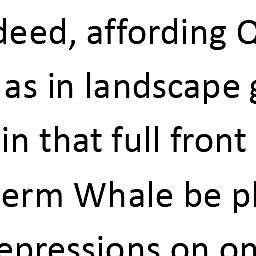 deed, affording Q
as in landscape g
in that full front
erm Whale be pl
epressions on on